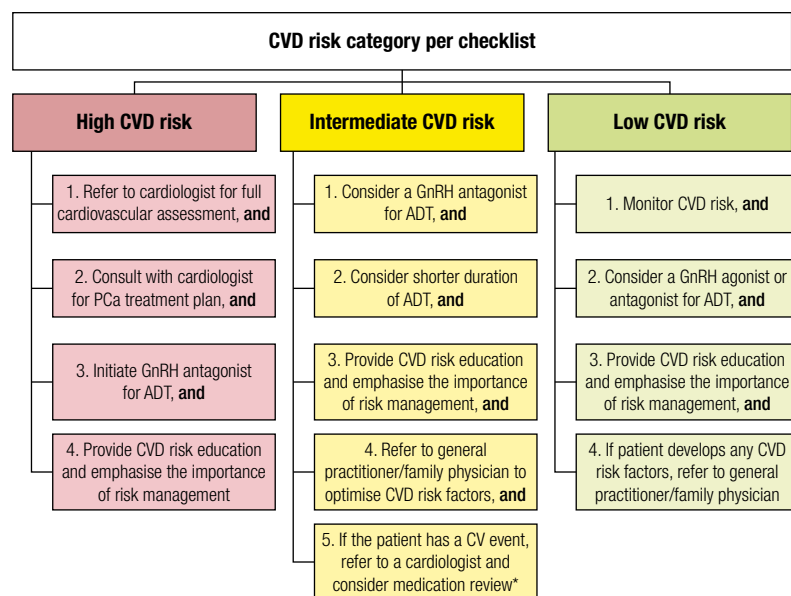 CVD risk category per checklist
High CVD risk
1. Refer to cardiologist for full
cardiovascular assessment, and
2. Consult with cardiologist
for PCa treatment plan, and
3. Initiate GnRH antagonist
for ADT, and
4. Provide CVD risk education
and emphasise the importance
of risk management
Intermediate CVD risk
1. Consider a GnRH antagonist
for ADT, and
2. Consider shorter duration
of ADT, and
3. Provide CVD risk education
and emphasise the importance
of risk management, and
4. Refer to general
practitioner/family physician to
optimise CVD risk factors, and
5. If the patient has a CV event,
refer to a cardiologist and
consider medication review*
Low CVD risk
1. Monitor CVD risk, and
2. Consider a GnRH agonist or
antagonist for ADT, and
3. Provide CVD risk education
and emphasise the importance
of risk management, and
4. If patient develops any CVD
risk factors, refer to general
practitioner/family physician